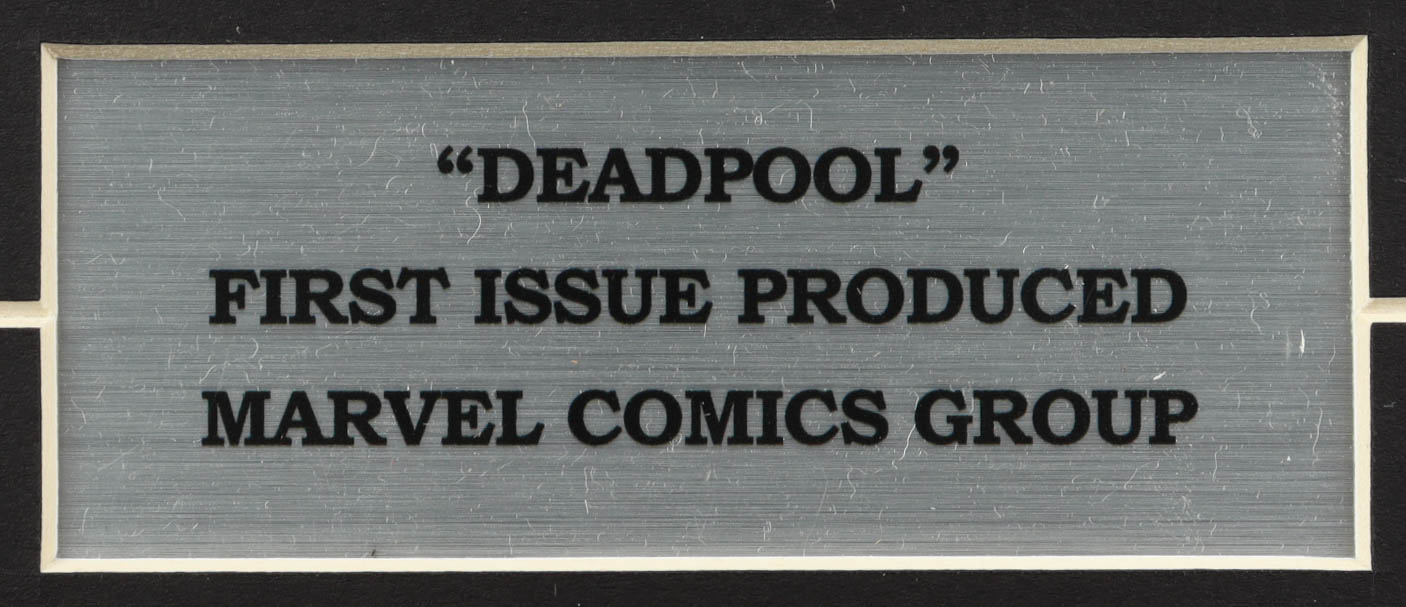 “DEADPOOL”
FIRST ISSUE PRODUCED
MARVEL COMICS GROUP